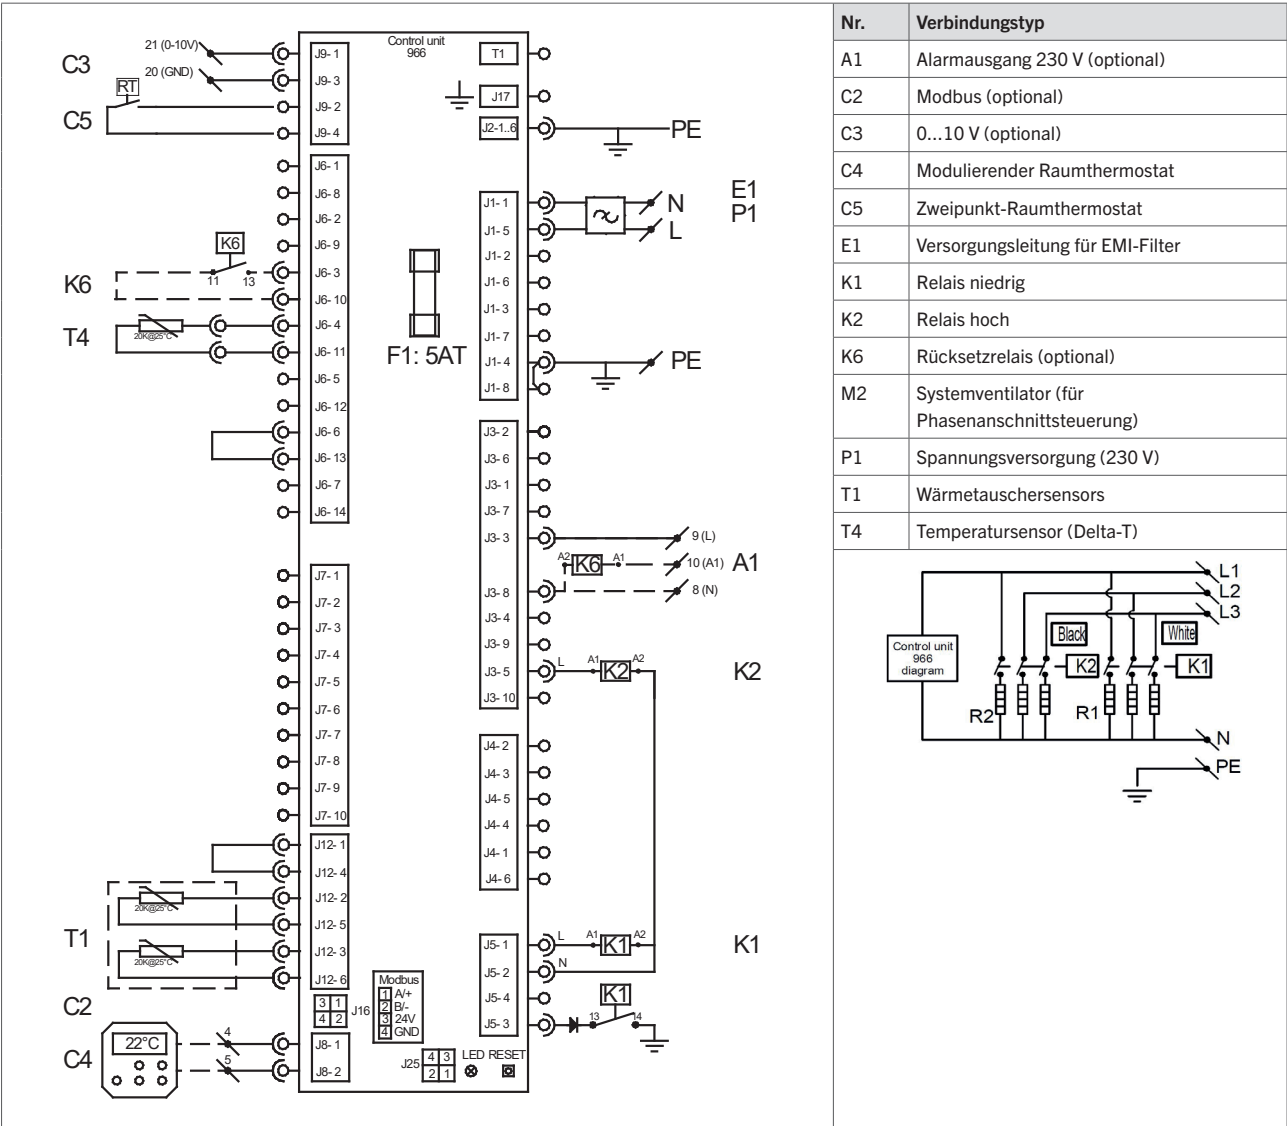 Control unit
966
C3
21 (0-10V)
20 (GND)
RT
C5
J9- 1
J9- 3
J9- 2
J9- 4
J6- 1
J6- 8
J6- 2
J6- 9
J6- 3
J6- 10
J6- 4
J6- 11
J6- 5
J6- 12
J6- 6
J6- 13
J6- 7
J6- 14
K6
K6
11
13
T4
20K@25°C
J7- 1
J7- 2
J7- 3
J7- 4
J7- 5
J7- 6
J7- 7
J7- 8
J7- 9
J7- 10
J12- 1
J12- 4
J12- 2
J12- 5
J12- 3
J12- 6
T1
20K@25°C
20K@25°C
C2
3 1
4 2
J16
Modbus
1 A/+
2 B/-
3 24V
4 GND
C4
22°C
4
5
J8- 1
J8- 2
J25
4 3
2 1
LED RESET
F1: 5AT
T1
J17
J2-1..6
PE
J1- 1
J1- 5
J1- 2
J1- 6
J1- 3
J1- 7
J1- 4
J1- 8
N
L
E1
P1
PE
J3- 2
J3- 6
J3- 1
J3- 7
J3- 3
J3- 8
J3- 4
J3- 9
J3- 5
J3- 10
9 (L)
A2
K6
A1
10 (A1)
8 (N)
A1
L
A1
K2
A2
K2
J4- 2
J4- 3
J4- 5
J4- 4
J4- 1
J4- 6
J5- 1
J5- 2
J5- 4
J5- 3
L
A1
K1
A2
N
K1
K1
13
14
Nr. Verbindungstyp
A1 Alarmausgang 230 V (optional)
C2 Modbus (optional)
C3 0...10 V (optional)
C4 Modulierender Raumthermostat
C5 Zweipunkt-Raumthermostat
E1 Versorgungsleitung für EMI-Filter
K1 Relais niedrig
K2 Relais hoch
K6 Rücksetzrelais (optional)
M2 Systemventilator (für
Phasenanschnittsteuerung)
P1 Spannungsversorgung (230 V)
T1 Wärmetauschersensors
T4 Temperatursensor (Delta-T)
L1
L2
L3
Black
White
Control unit
966
diagram
K2
K1
R2
R1
N
PE